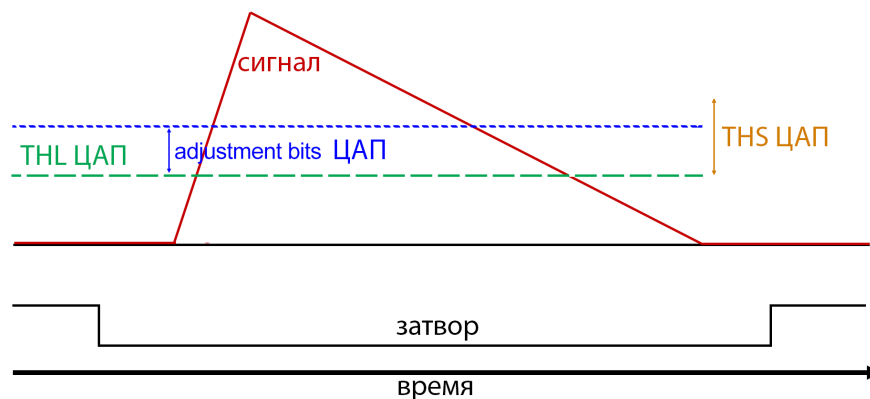 сигнал
THL ЦАП
adjustment bits ЦАП
THS ЦАП
затвор
время